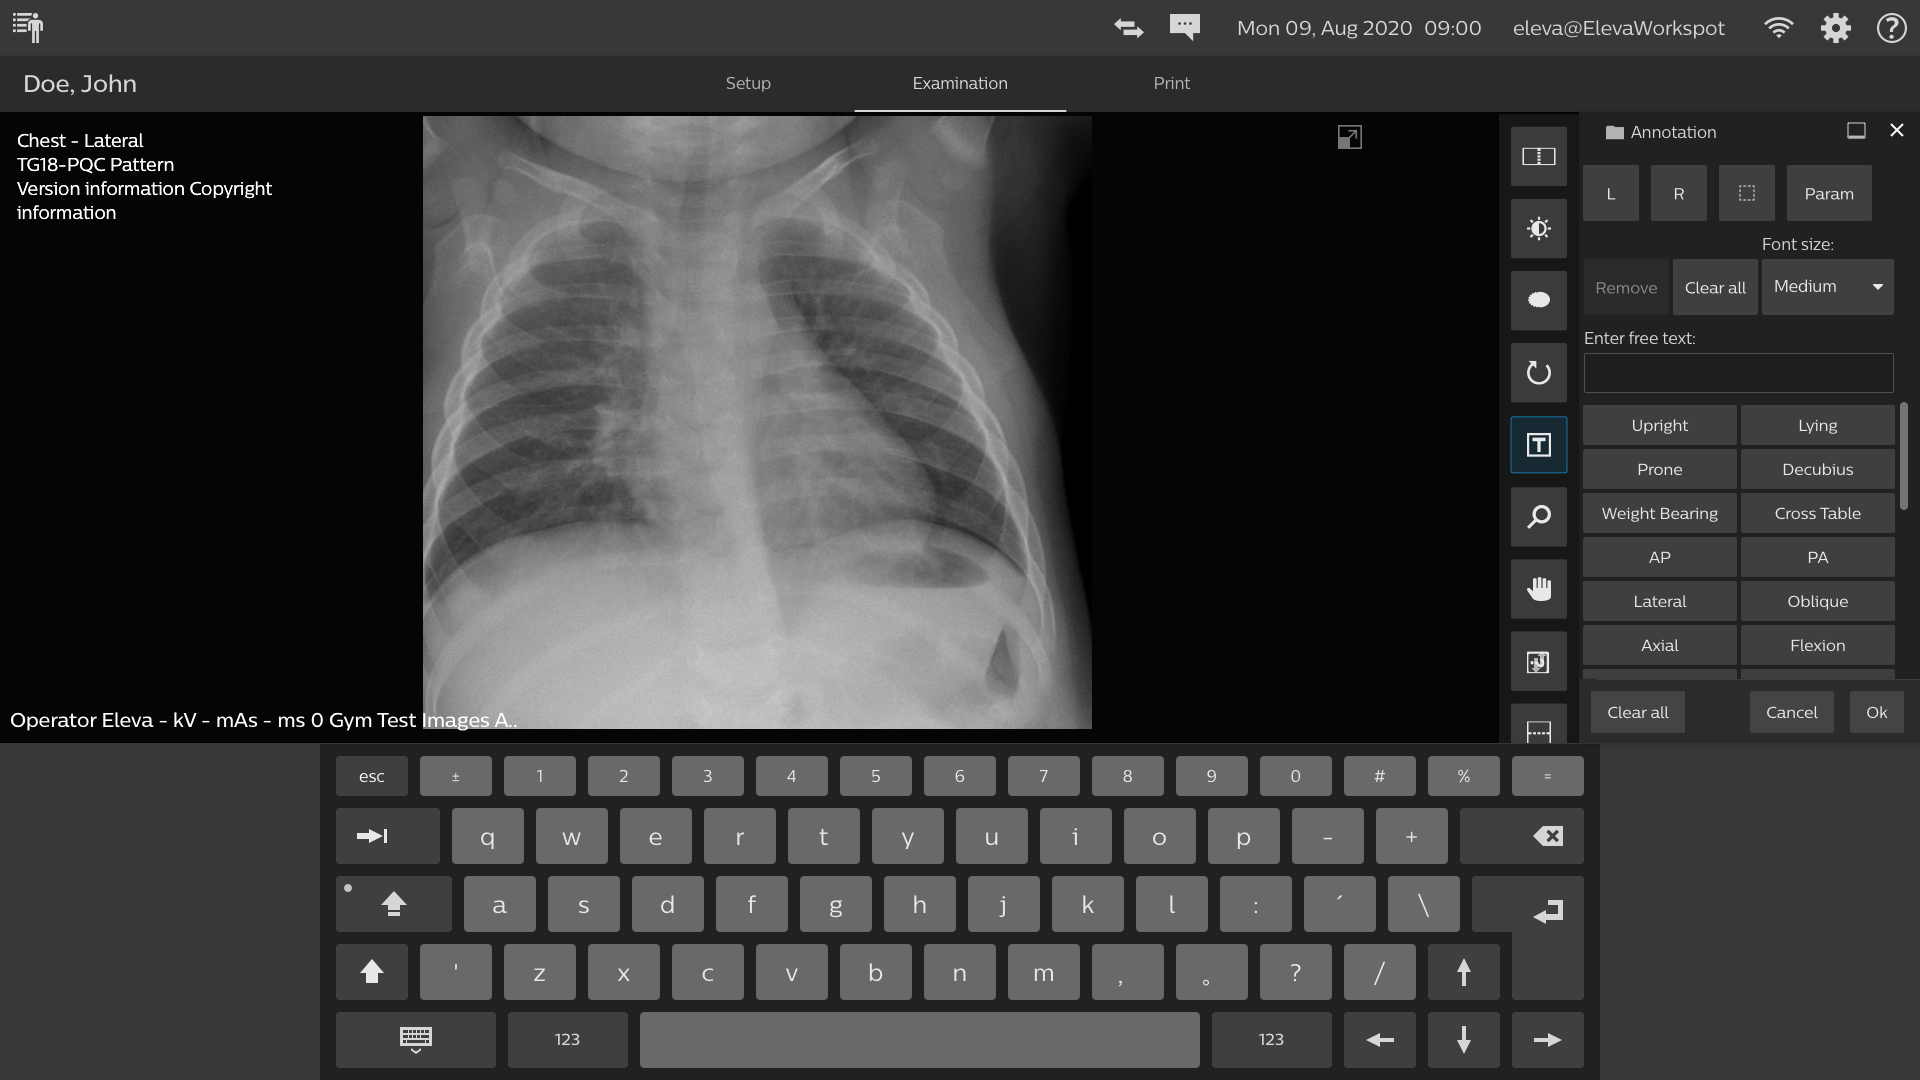 Mon 09, Aug 2020 09:00 eleva@ElevaWorkspot
Doe, John
Setup Examination Print
Chest - Lateral
TG18-PQC Pattern
Version information Copyright
information
Operator Eleva - kV - mAs - ms 0 Gym Test Images A..
Annotation
L R Param
Font size:
Remove Clear all Medium
Enter free text:
Upright Lying
Prone Decubius
Weight Bearing Cross Table
AP PA
Lateral Oblique
Axial Flexion
Clear all Cancel Ok
esc ± 1 2 3 4 5 6 7 8 9 0 # % =
q w e r t y u i o p - +
a s d f g h j k l : ´ \
' z x c v b n m , 。 ? /
123 123